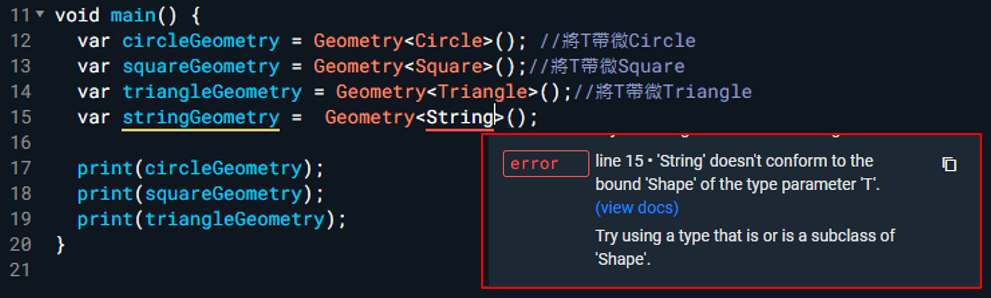 11 void main() {
12 var circleGeometry = Geometry<Circle>(); //將T帶微Circle
13 var squareGeometry = Geometry<Square>();//將T帶微Square
14 var triangleGeometry = Geometry<Triangle>();//將T帶微Triangle
15 var stringGeometry =  Geometry<String>();
16
error line 15 • 'String' doesn't conform to the
bound 'Shape' of the type parameter 'T'.
(view docs)
Try using a type that is or is a subclass of
'Shape'.
17 print(circleGeometry);
18 print(squareGeometry);
19 print(triangleGeometry);
20 }
21